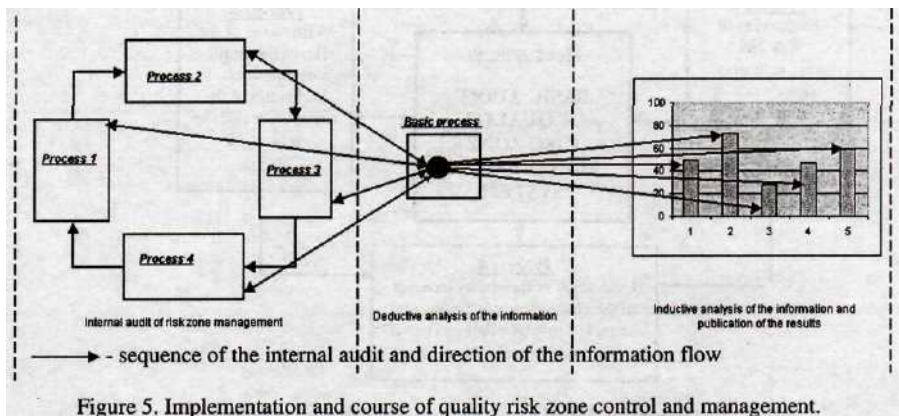 Process 2
Basic process
Process 1
Process 3
Process 4
100
80
60
40
20
0
1 2 3 4 5
Internal audit of risk zone management
Deductive analysis of the information
Inductive analysis of the information and
publication of the results
- sequence of the internal audit and direction of the information flow
Figure 5. Implementation and course of quality risk zone control and management.